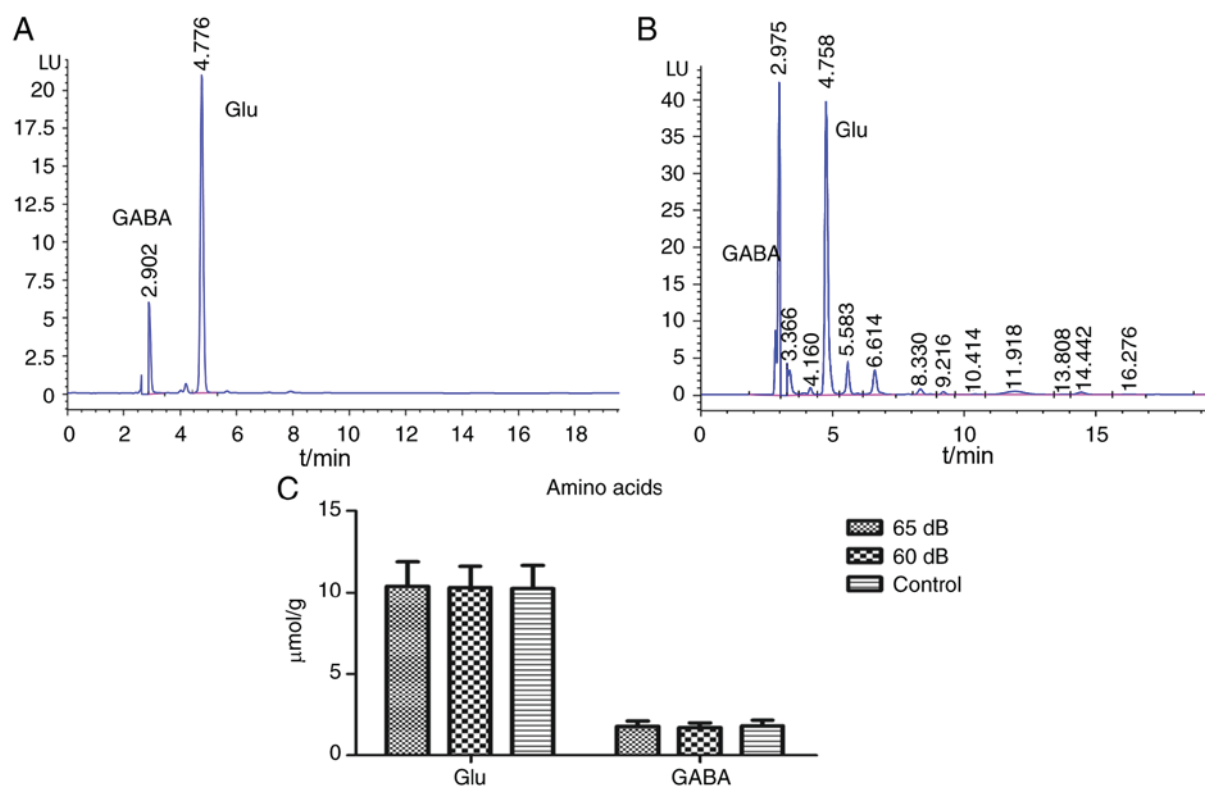 A
LU
20
17.5
15
12.5
10
7.5
5
2.5
0
4.776
Glu
GABA
2.902
0 2 4 6 8 10 12 14 16 18
t/min
B
LU
40
35
30
25
20
15
10
5
0
2.975
4.758
Glu
GABA
3.366
4.160
5.583
6.614
8.330
9.216
10.414
11.918
13.808
14.442
16.276
0 5 10 15
t/min
C
Amino acids
15
10
5
0
µmol/g
Glu GABA
65 dB
60 dB
Control